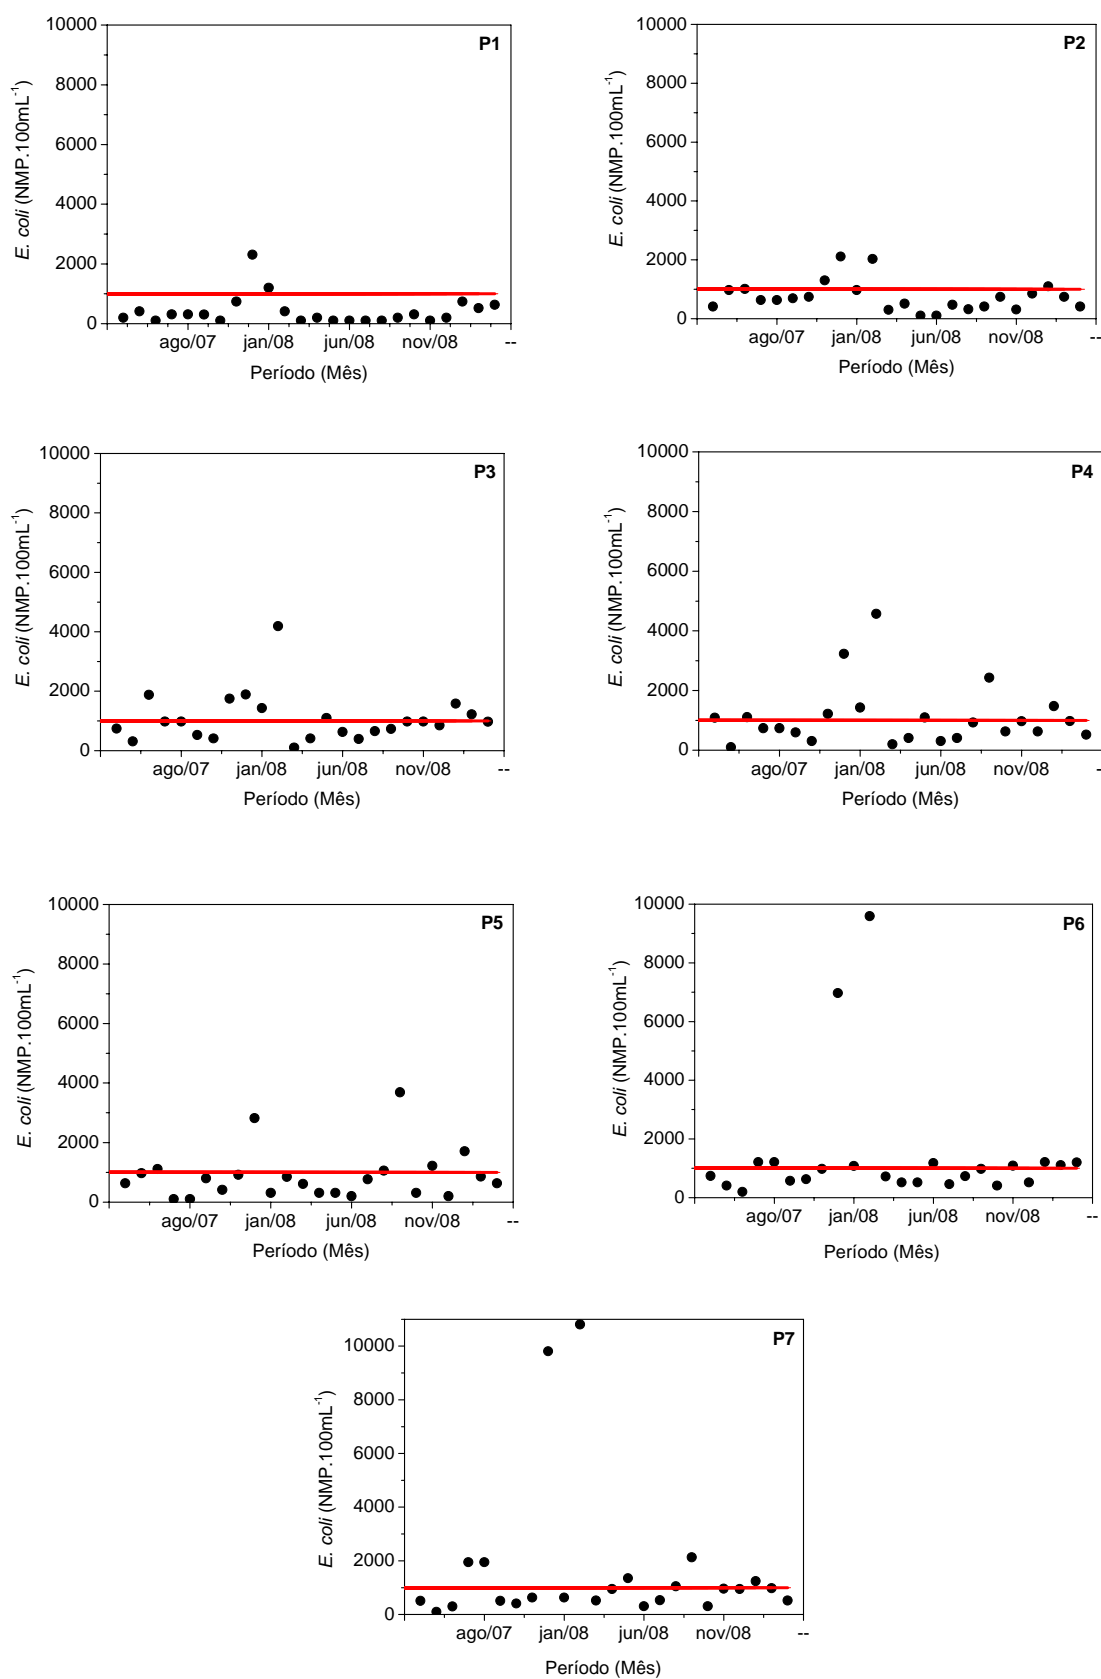 10000
8000
6000
4000
2000
0
E. coli (NMP.100mL-1)
P1
ago/07 jan/08 jun/08 nov/08 --
Período (Mês)
10000
8000
6000
4000
2000
0
E. coli (NMP.100mL-1)
P2
ago/07 jan/08 jun/08 nov/08 --
Período (Mês)
10000
8000
6000
4000
2000
0
E. coli (NMP.100mL-1)
P3
ago/07 jan/08 jun/08 nov/08 --
Período (Mês)
10000
8000
6000
4000
2000
0
E. coli (NMP.100mL-1)
P4
ago/07 jan/08 jun/08 nov/08 --
Período (Mês)
10000
8000
6000
4000
2000
0
E. coli (NMP.100mL-1)
P5
ago/07 jan/08 jun/08 nov/08 --
Período (Mês)
10000
8000
6000
4000
2000
0
E. coli (NMP.100mL-1)
P6
ago/07 jan/08 jun/08 nov/08 --
Período (Mês)
10000
8000
6000
4000
2000
0
E. coli (NMP.100mL-1)
P7
ago/07 jan/08 jun/08 nov/08 --
Período (Mês)